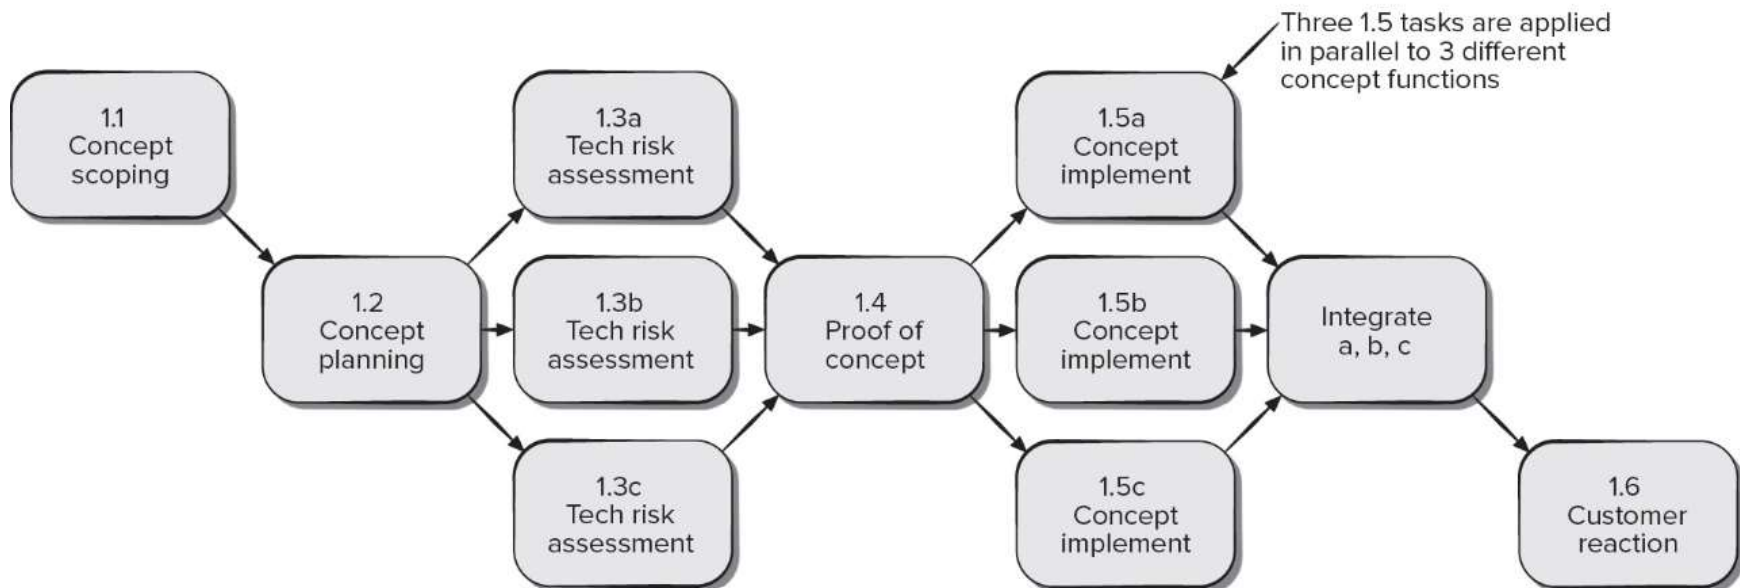 Three 1.5 tasks are applied
in parallel to 3 different
concept functions
1.1
Concept
scoping
1.2
Concept
planning
1.3a
Tech risk
assessment
1.3b
Tech risk
assessment
1.3c
Tech risk
assessment
1.4
Proof of
concept
1.5a
Concept
implement
1.5b
Concept
implement
1.5c
Concept
implement
Integrate
a, b, c
1.6
Customer
reaction